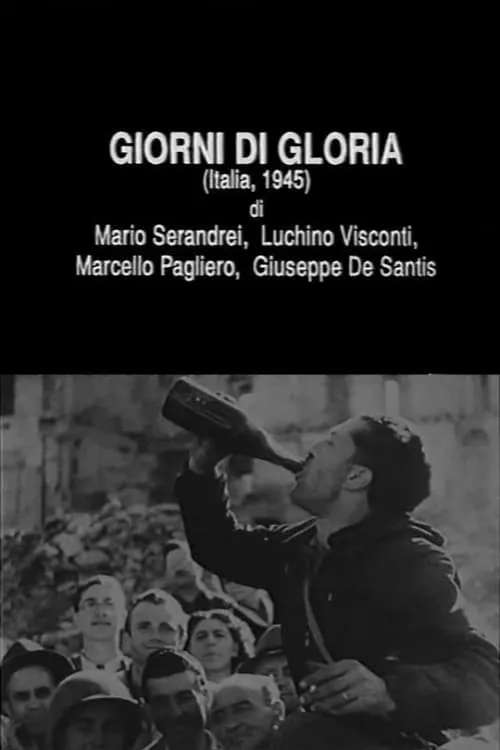 GIORNI DI GLORIA
(Italia, 1945)
di
Mario Serandrei, Luchino Visconti,
Marcello Pagliero, Giuseppe De Santis